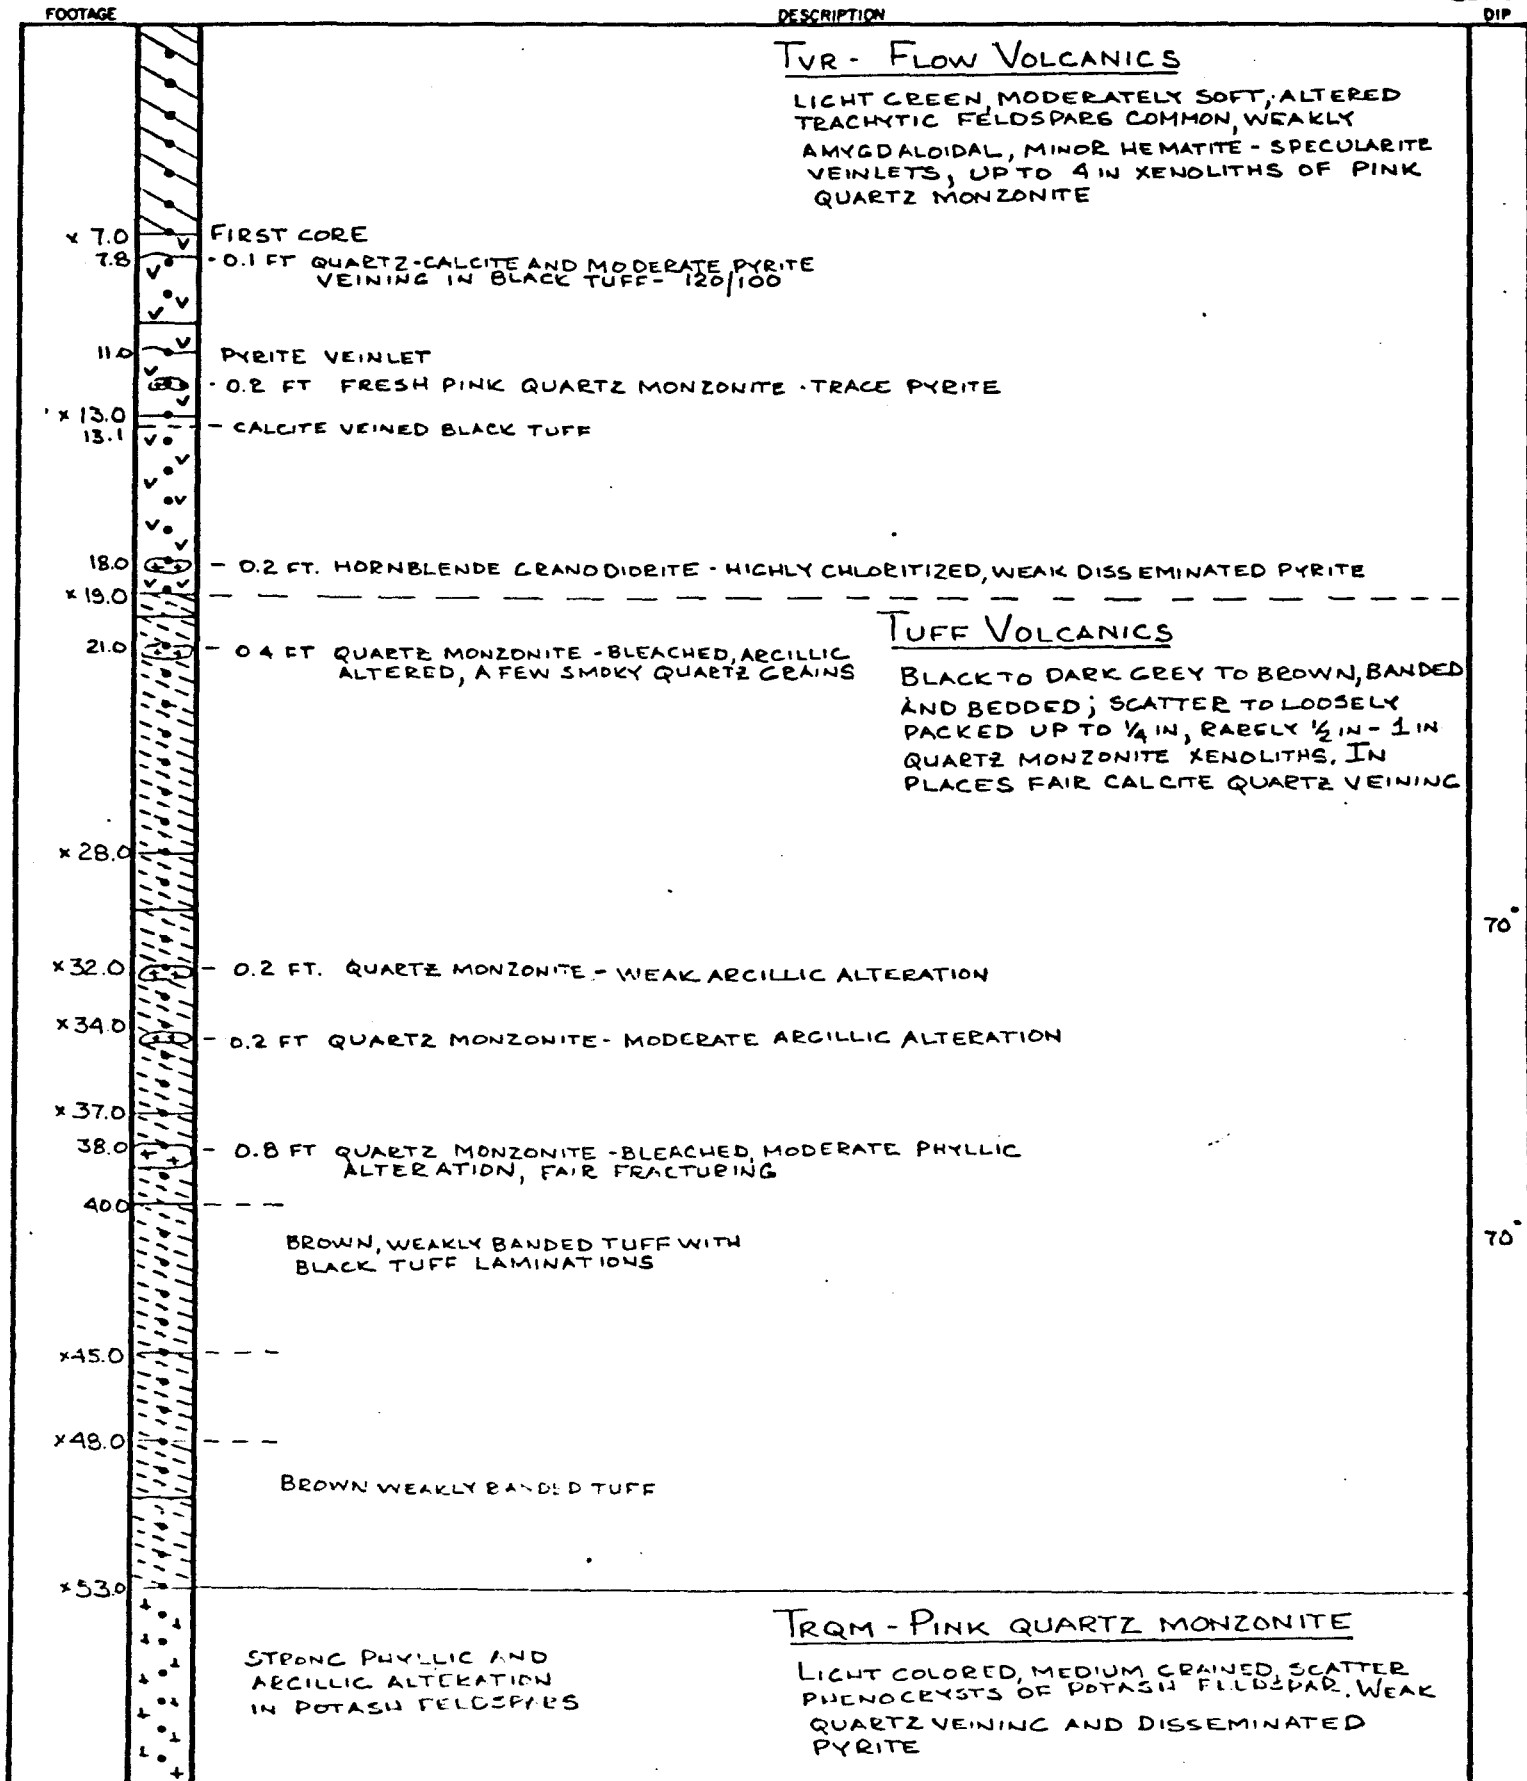 FOOTAGE DESCRIPTION DIP
TVR - FLOW VOLCANICS
LIGHT GREEN, MODERATELY SOFT, ALTERED
TRACHYTIC FELDSPARS COMMON, WEAKLY
AMYGDALOIDAL, MINOR HEMATITE - SPECULARITE
VEINLETS, UP TO 4 IN XENOLITHS OF PINK
QUARTZ MONZONITE
x 7.0 FIRST CORE
7.8 - 0.1 FT QUARTZ-CALCITE AND MODERATE PYRITE
VEINING IN BLACK TUFF - 120/100
11.0 PYRITE VEINLET
- 0.2 FT FRESH PINK QUARTZ MONZONITE - TRACE PYRITE
x 13.0
13.1 - CALCITE VEINED BLACK TUFF
18.0 - 0.2 FT. HORNBLENDE GRANODIORITE - HIGHLY CHLORITIZED, WEAK DISSEMINATED PYRITE
x 19.0
TUFF VOLCANICS
21.0 - 0.4 FT QUARTZ MONZONITE - BLEACHED, ARGILLIC
ALTERED, A FEW SMOKY QUARTZ GRAINS
BLACK TO DARK GREY TO BROWN, BANDED
AND BEDDED; SCATTER TO LOOSELY
PACKED UP TO 1/4 IN, RARELY 1/2 IN - 1 IN
QUARTZ MONZONITE XENOLITHS. IN
PLACES FAIR CALCITE QUARTZ VEINING
x 28.0
70°
x 32.0 - 0.2 FT. QUARTZ MONZONITE - WEAK ARGILLIC ALTERATION
x 34.0
- 0.2 FT QUARTZ MONZONITE - MODERATE ARGILLIC ALTERATION
x 37.0
38.0 - 0.8 FT QUARTZ MONZONITE - BLEACHED, MODERATE PHYLLIC
ALTERATION, FAIR FRACTURING
40.0
70°
BROWN, WEAKLY BANDED TUFF WITH
BLACK TUFF LAMINATIONS
x 45.0
x 48.0
BROWN WEAKLY BANDED TUFF
x 53.0
TRQM - PINK QUARTZ MONZONITE
STRONG PHYLLIC AND
ARGILLIC ALTERATION
IN POTASH FELDSPARS
LIGHT COLORED, MEDIUM GRAINED, SCATTER
PHENOCRYSTS OF POTASH FELDSPAR. WEAK
QUARTZ VEINING AND DISSEMINATED
PYRITE